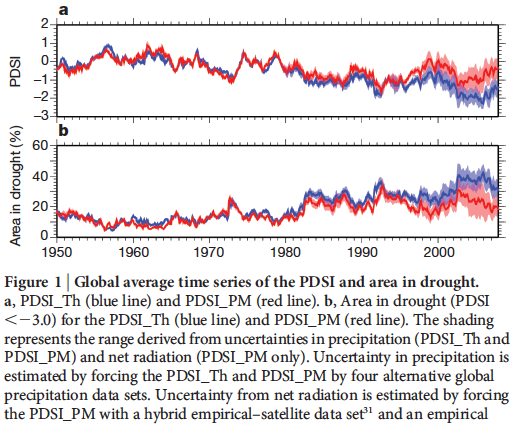 a
2
1
0
−1
2
−3
PDSI
b
60
40
20
0
Area in drought (%)
1950 1960 1970 1980 1990 2000
Figure 1 | Global average time series of the PDSI and area in drought.
a, PDSI_Th (blue line) and PDSI_PM (red line). b, Area in drought (PDSI
<−3.0) for the PDSI_Th (blue line) and PDSI_PM (red line). The shading
represents the range derived from uncertainties in precipitation (PDSI_Th and
PDSI_PM) and net radiation (PDSI_PM only). Uncertainty in precipitation is
estimated by forcing the PDSI_Th and PDSI_PM by four alternative global
precipitation data sets. Uncertainty from net radiation is estimated by forcing
the PDSI_PM with a hybrid empirical–satellite data set³¹ and an empirical